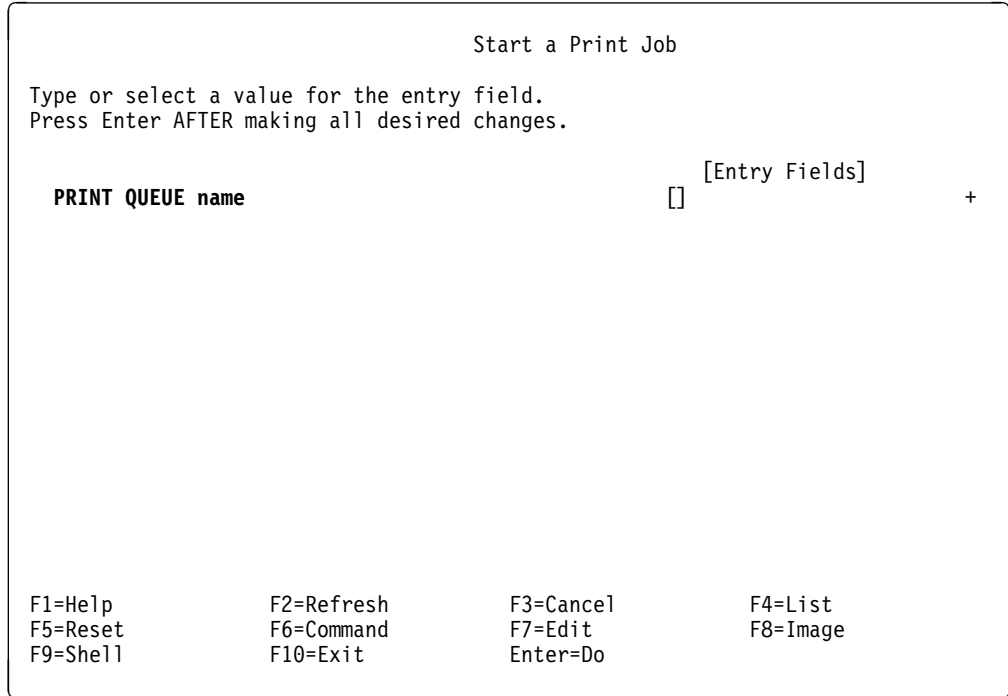 Start a Print Job
Type or select a value for the entry field.
Press Enter AFTER making all desired changes.
[Entry Fields]
PRINT QUEUE name [] +
F1=Help F2=Refresh F3=Cancel F4=List
F5=Reset F6=Command F7=Edit F8=Image
F9=Shell F10=Exit Enter=Do